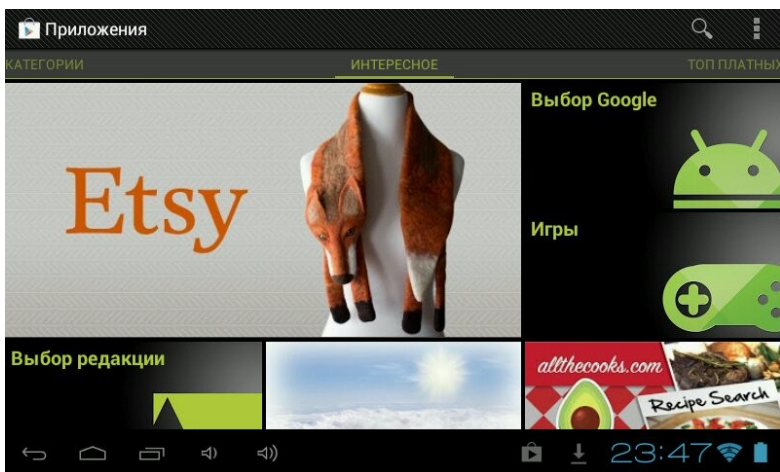 Приложения
КАТЕГОРИИ
ИНТЕРЕСНОЕ
ТОП ПЛАТНЫХ
Etsy
Выбор Google
Игры
Выбор редакции
allthecooks.com
Recipe Search
23:47